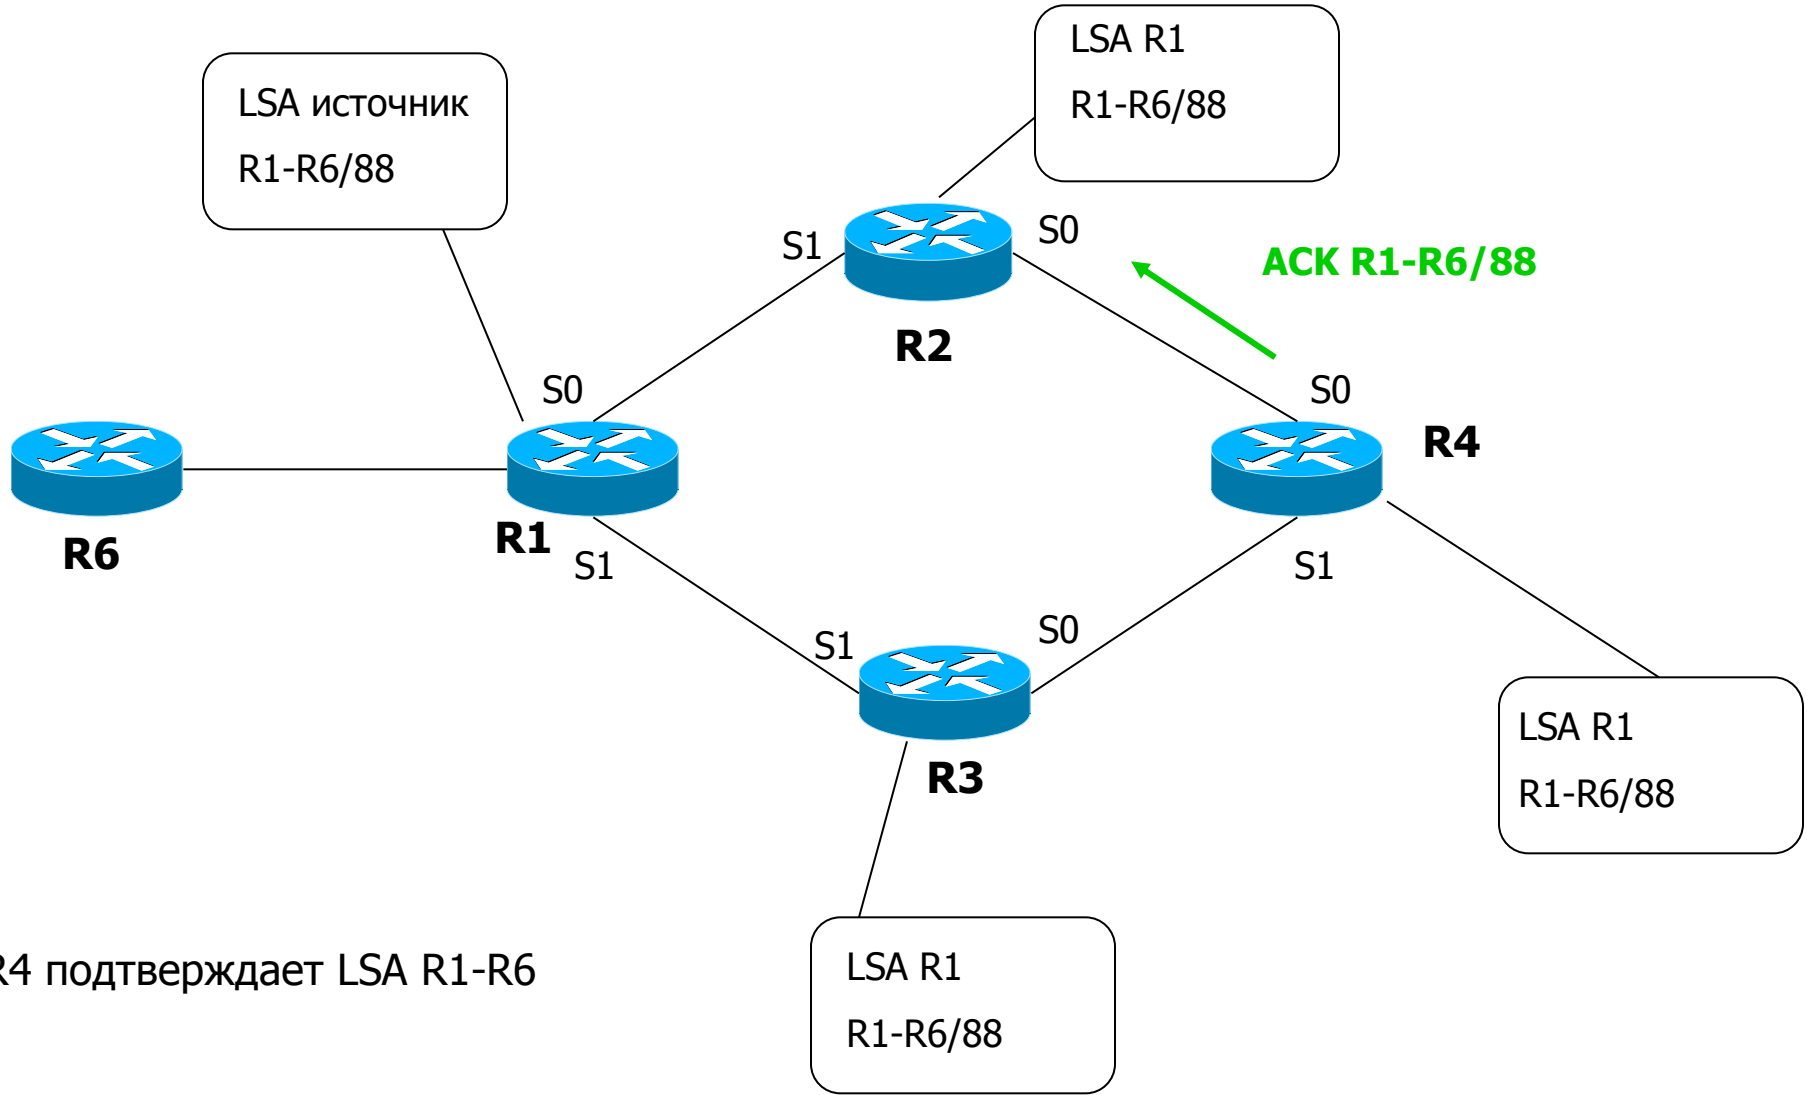 LSA R1
R1-R6/88
LSA источник
R1-R6/88
S1
S0
ACK R1-R6/88
R2
S0
S0
R4
R6
R1
S1
S1
S1
S0
R3
LSA R1
R1-R6/88
R4 подтверждает LSA R1-R6
LSA R1
R1-R6/88